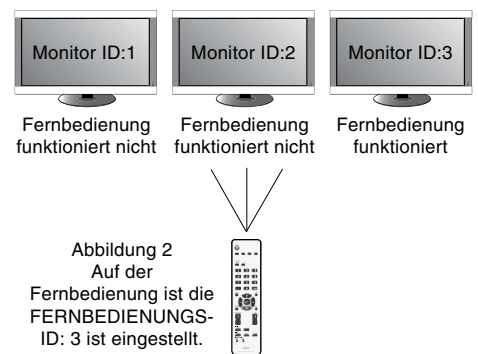 Monitor ID:1
Monitor ID:2
Monitor ID:3
Fernbedienung
funktioniert nicht
Fernbedienung
funktioniert nicht
Fernbedienung
funktioniert
Abbildung 2
Auf der
Fernbedienung ist die
FERNBEDIENUNGS-
ID: 3 ist eingestellt.